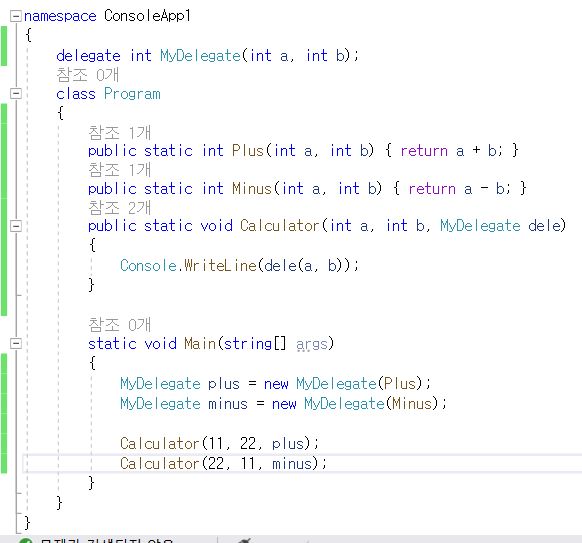 namespace ConsoleApp1
{
delegate int MyDelegate(int a, int b);
참조 0개
class Program
{
참조 1개
public static int Plus(int a, int b) { return a + b; }
참조 1개
public static int Minus(int a, int b) { return a - b; }
참조 2개
public static void Calculator(int a, int b, MyDelegate dele)
{
Console.WriteLine(dele(a, b));
}
참조 0개
static void Main(string[] args)
{
MyDelegate plus = new MyDelegate(Plus);
MyDelegate minus = new MyDelegate(Minus);
Calculator(11, 22, plus);
Calculator(22, 11, minus);
}
}
}